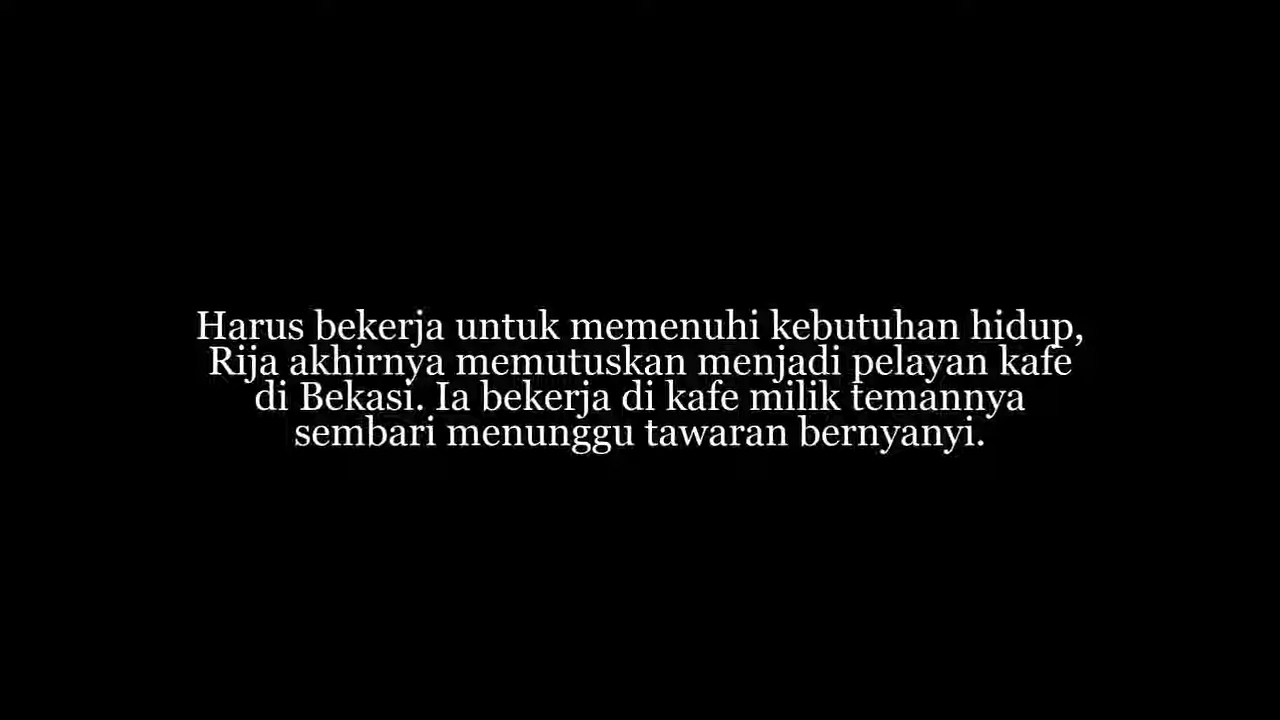 Harus bekerja untuk memenuhi kebutuhan hidup,
Rija akhirnya memutuskan menjadi pelayan kafe
di Bekasi. Ia bekerja di kafe milik temannya
sembari menunggu tawaran bernyanyi.